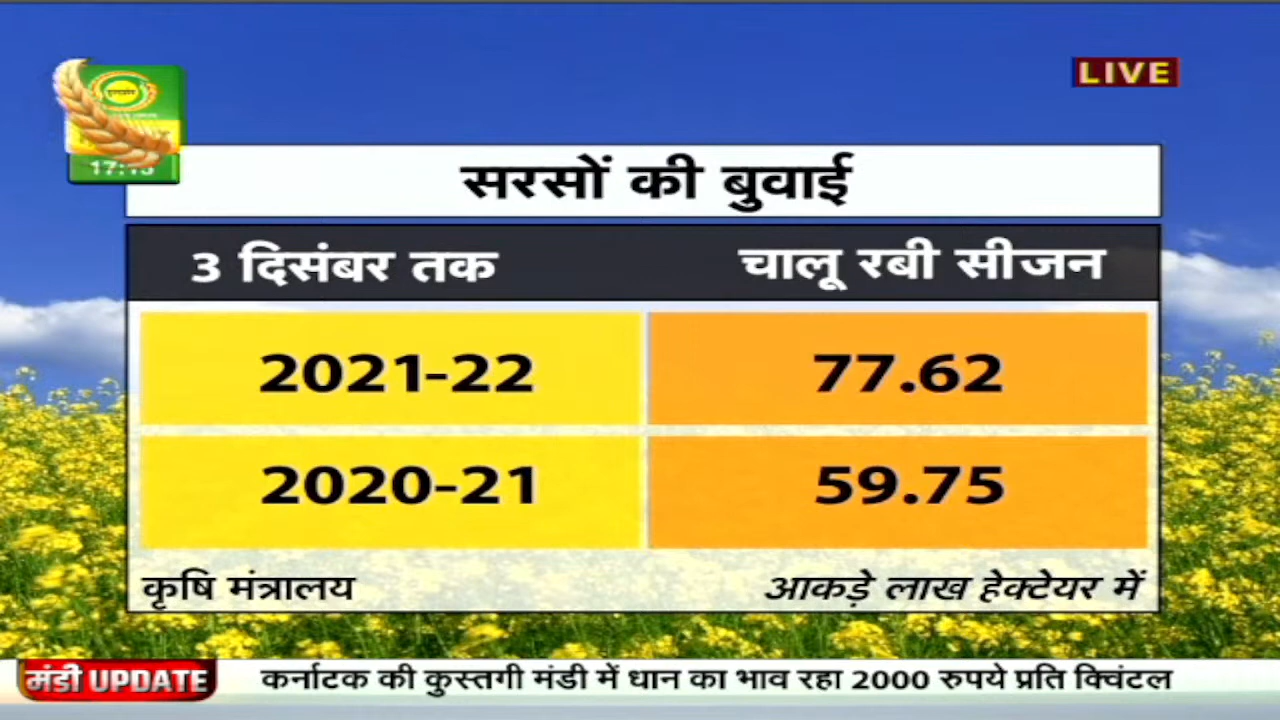 LIVE
सरसों की बुवाई
3 दिसंबर तक चालू रबी सीजन
2021-22 77.62
2020-21 59.75
कृषि मंत्रालय आकड़े लाख हेक्टेयर में
मंडी UPDATE कर्नाटक की कुस्तगी मंडी में धान का भाव रहा 2000 रुपये प्रति क्विंटल